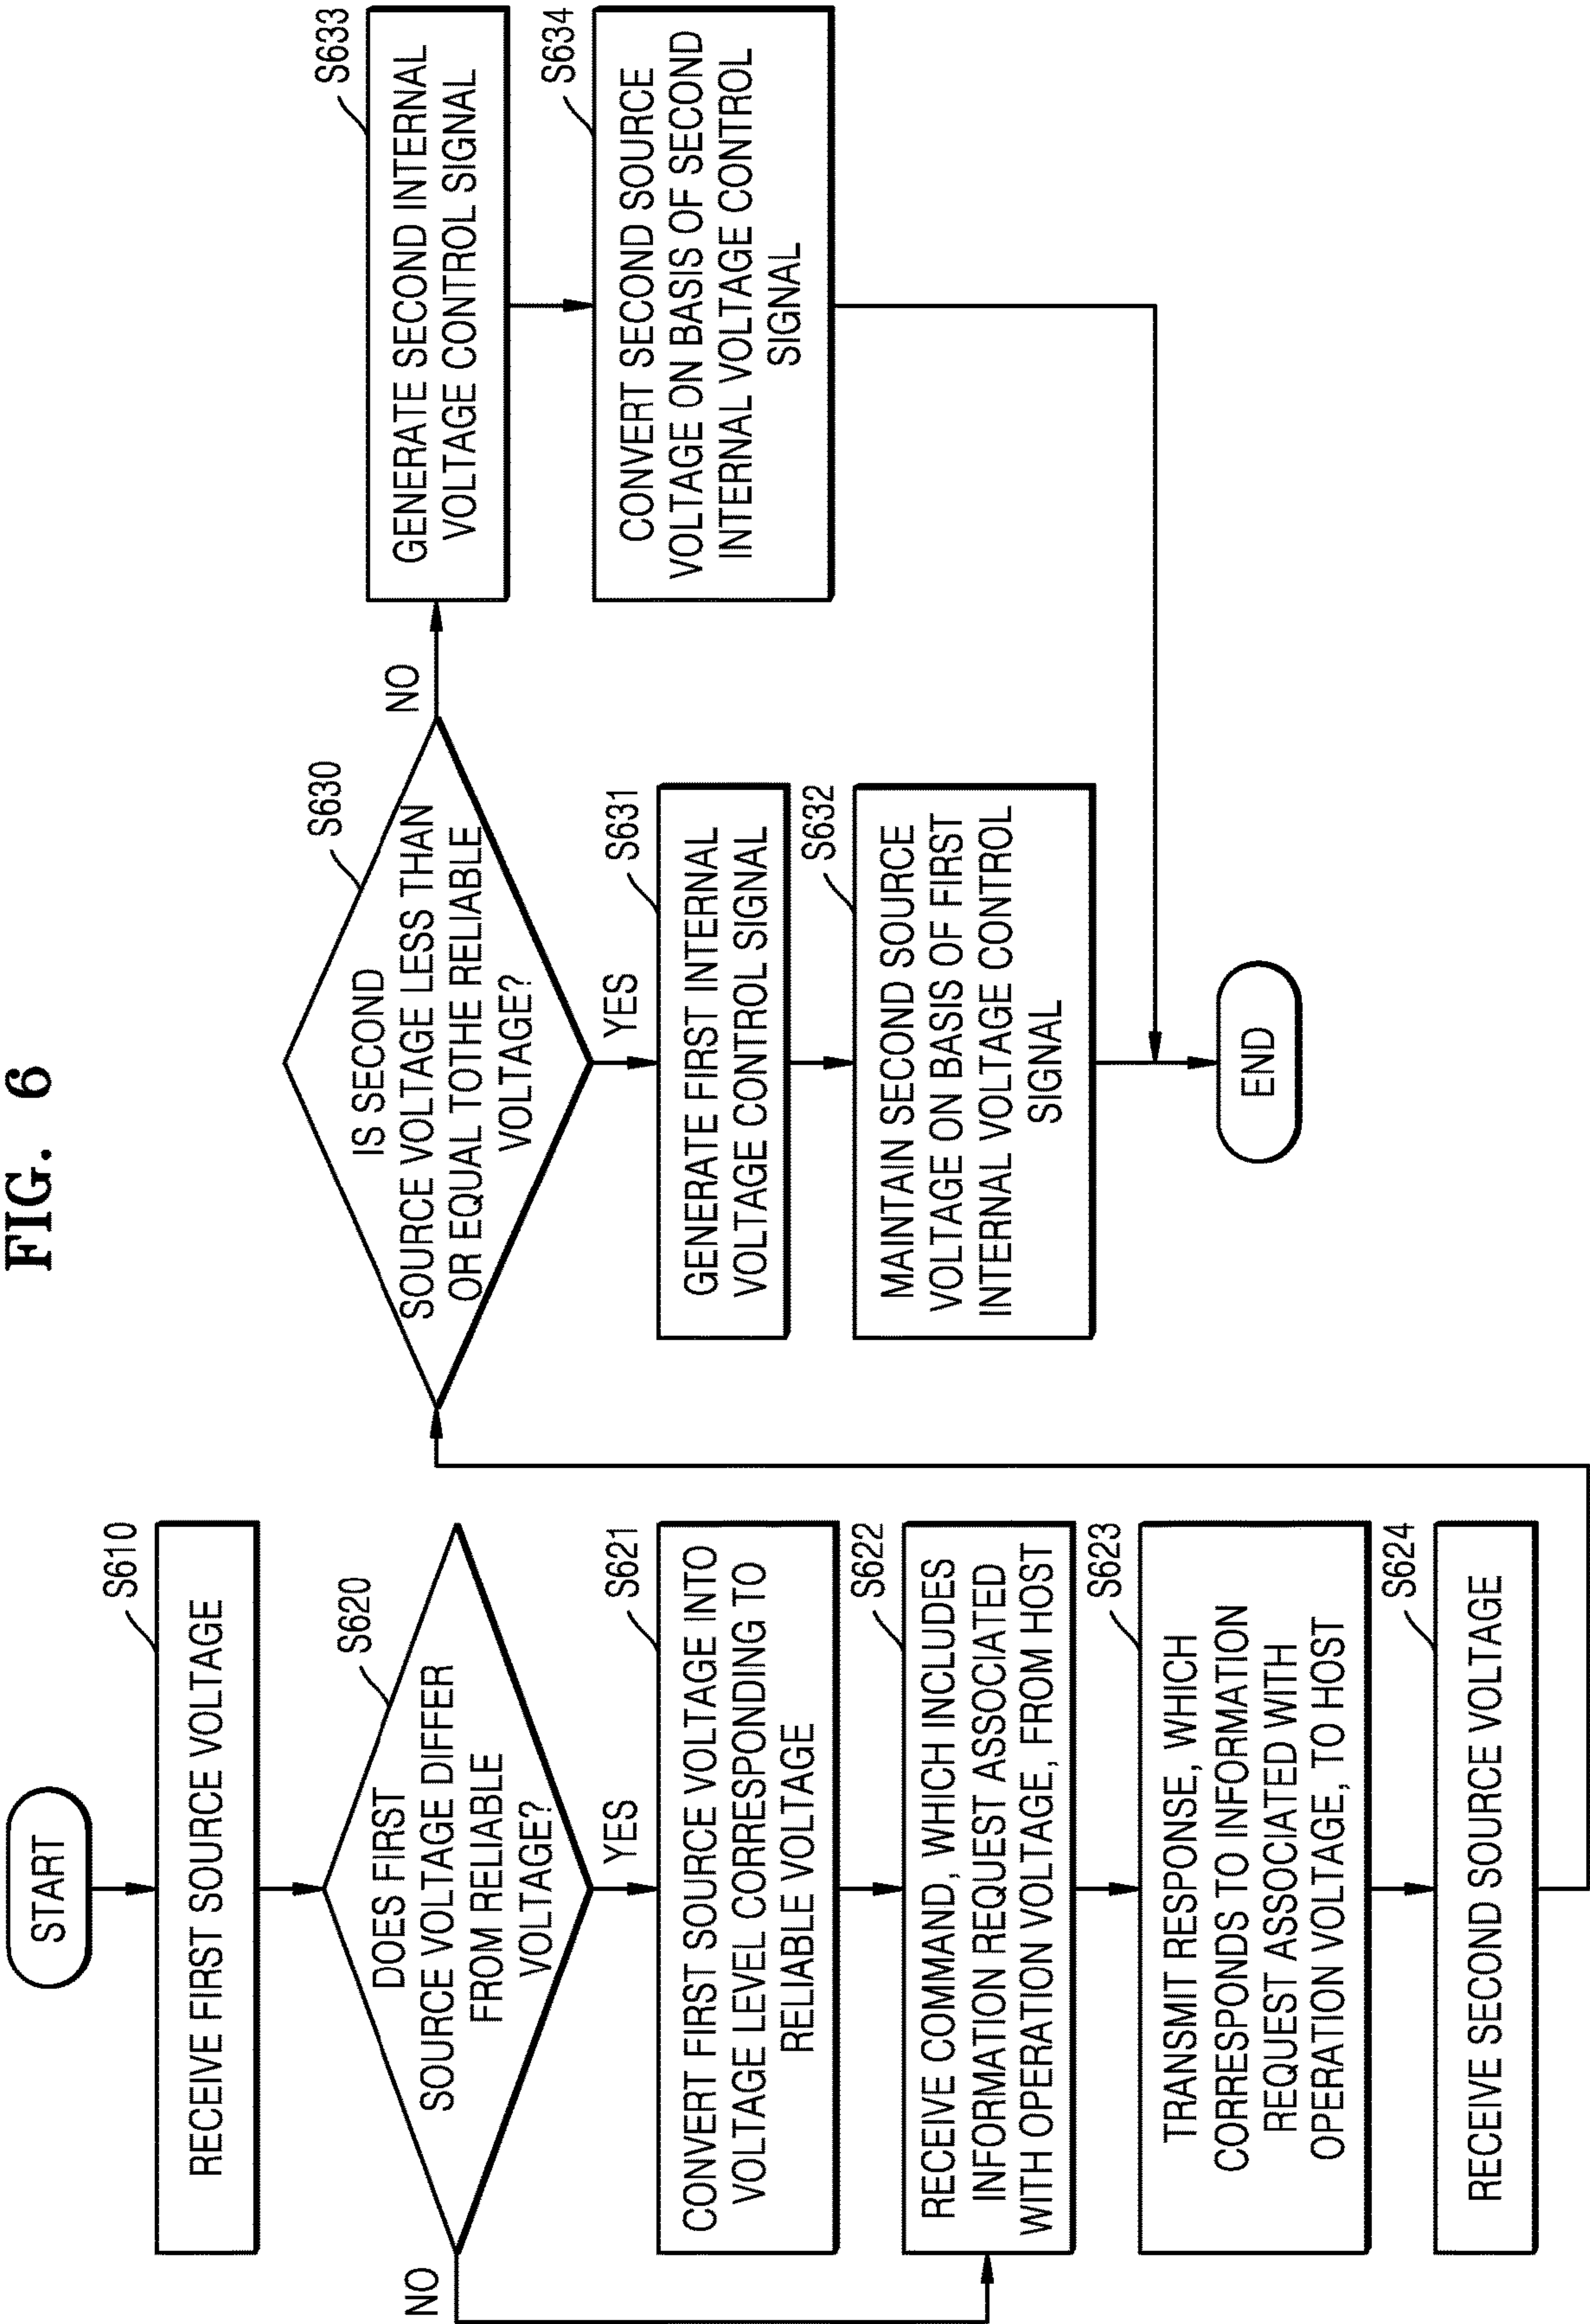 FIG. 6
START
S610
RECEIVE FIRST SOURCE VOLTAGE
S620
DOES FIRST
SOURCE VOLTAGE DIFFER
FROM RELIABLE
VOLTAGE?
NO
YES
S621
CONVERT FIRST SOURCE VOLTAGE INTO
VOLTAGE LEVEL CORRESPONDING TO
RELIABLE VOLTAGE
S622
RECEIVE COMMAND, WHICH INCLUDES
INFORMATION REQUEST ASSOCIATED
WITH OPERATION VOLTAGE, FROM HOST
S623
TRANSMIT RESPONSE, WHICH
CORRESPONDS TO INFORMATION
REQUEST ASSOCIATED WITH
OPERATION VOLTAGE, TO HOST
S624
RECEIVE SECOND SOURCE VOLTAGE
S630
IS SECOND
SOURCE VOLTAGE LESS THAN
OR EQUAL TOTHE RELIABLE
VOLTAGE?
NO
YES
S631
GENERATE FIRST INTERNAL
VOLTAGE CONTROL SIGNAL
S632
MAINTAIN SECOND SOURCE
VOLTAGE ON BASIS OF FIRST
INTERNAL VOLTAGE CONTROL
SIGNAL
S633
GENERATE SECOND INTERNAL
VOLTAGE CONTROL SIGNAL
S634
CONVERT SECOND SOURCE
VOLTAGE ON BASIS OF SECOND
INTERNAL VOLTAGE CONTROL
SIGNAL
END